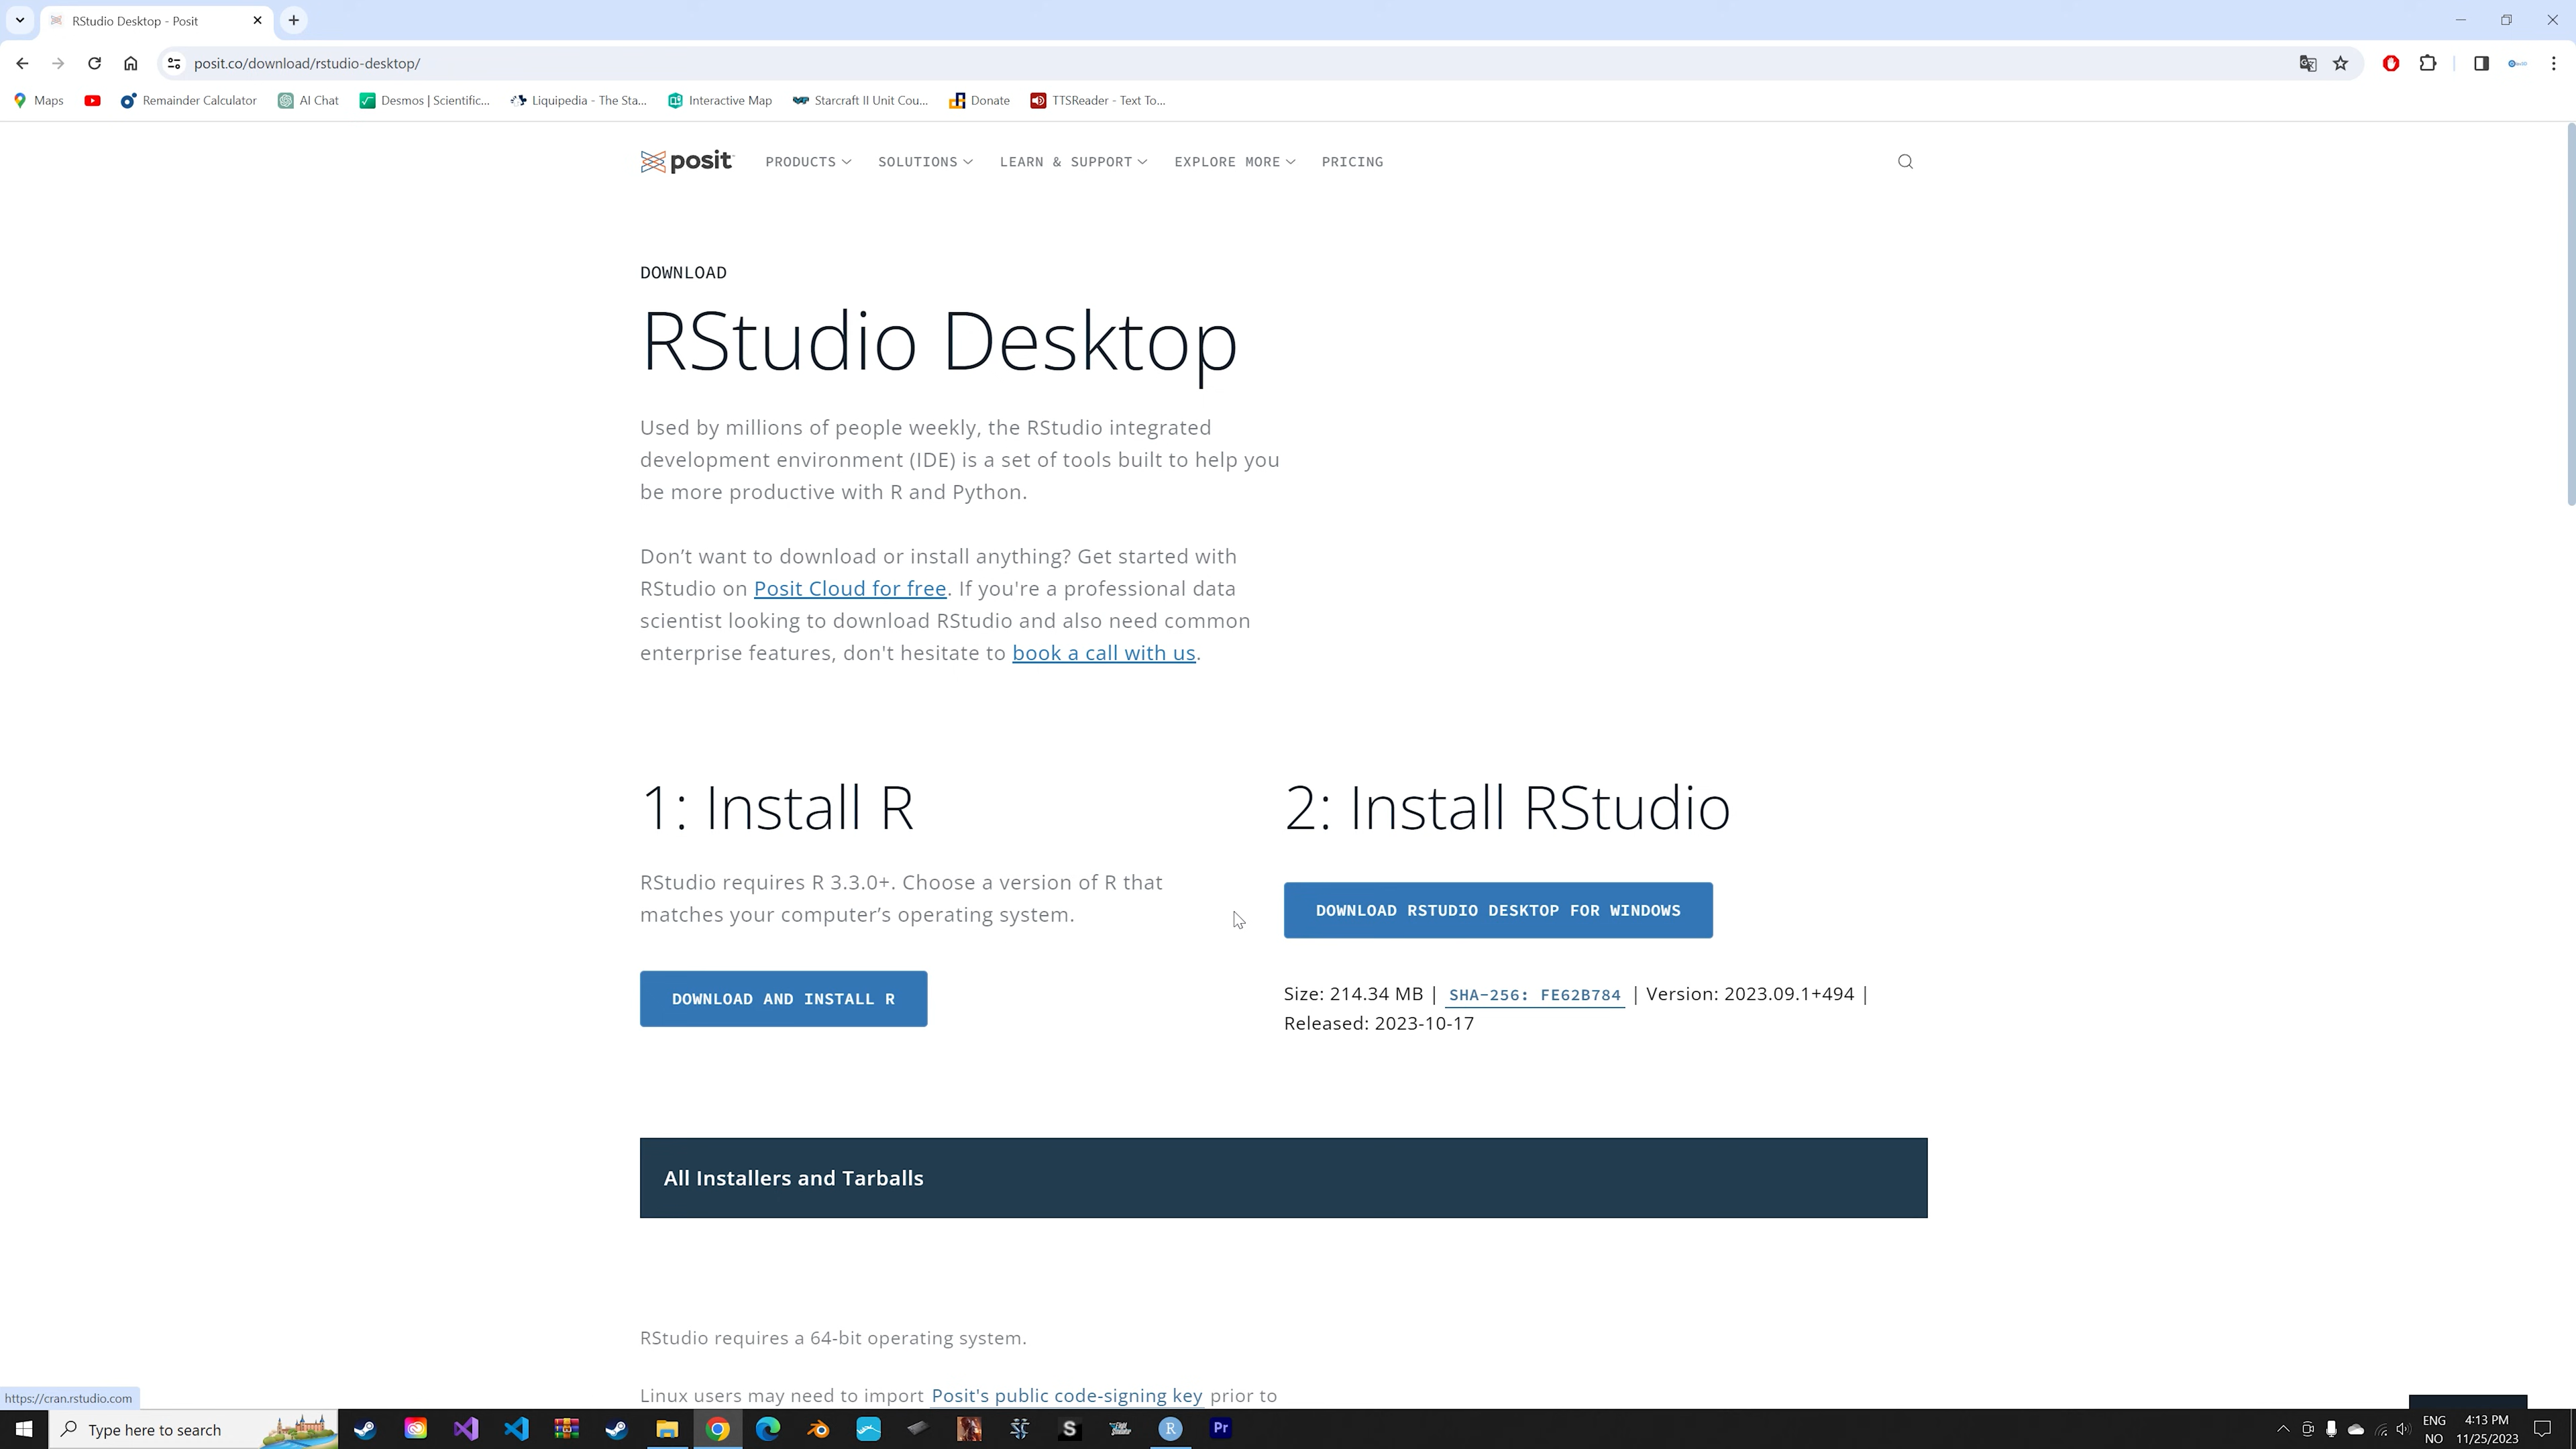 RStudio Desktop - Posit
posit.co/download/rstudio-desktop/
Maps Remainder Calculator AI Chat Desmos | Scientific... Liquipedia - The Sta... Interactive Map Starcraft II Unit Cou... Donate TTSReader - Text To...
posit PRODUCTS SOLUTIONS LEARN & SUPPORT EXPLORE MORE PRICING
DOWNLOAD
RStudio Desktop
Used by millions of people weekly, the RStudio integrated
development environment (IDE) is a set of tools built to help you
be more productive with R and Python.
Don’t want to download or install anything? Get started with
RStudio on Posit Cloud for free. If you're a professional data
scientist looking to download RStudio and also need common
enterprise features, don't hesitate to book a call with us.
1: Install R
RStudio requires R 3.3.0+. Choose a version of R that
matches your computer’s operating system.
DOWNLOAD AND INSTALL R
2: Install RStudio
DOWNLOAD RSTUDIO DESKTOP FOR WINDOWS
Size: 214.34 MB | SHA-256: FE62B784 | Version: 2023.09.1+494 |
Released: 2023-10-17
All Installers and Tarballs
RStudio requires a 64-bit operating system.
Linux users may need to import Posit's public code-signing key prior to
https://cran.rstudio.com
Type here to search
S
R
Pr
ENG
NO
4:13 PM
11/25/2023